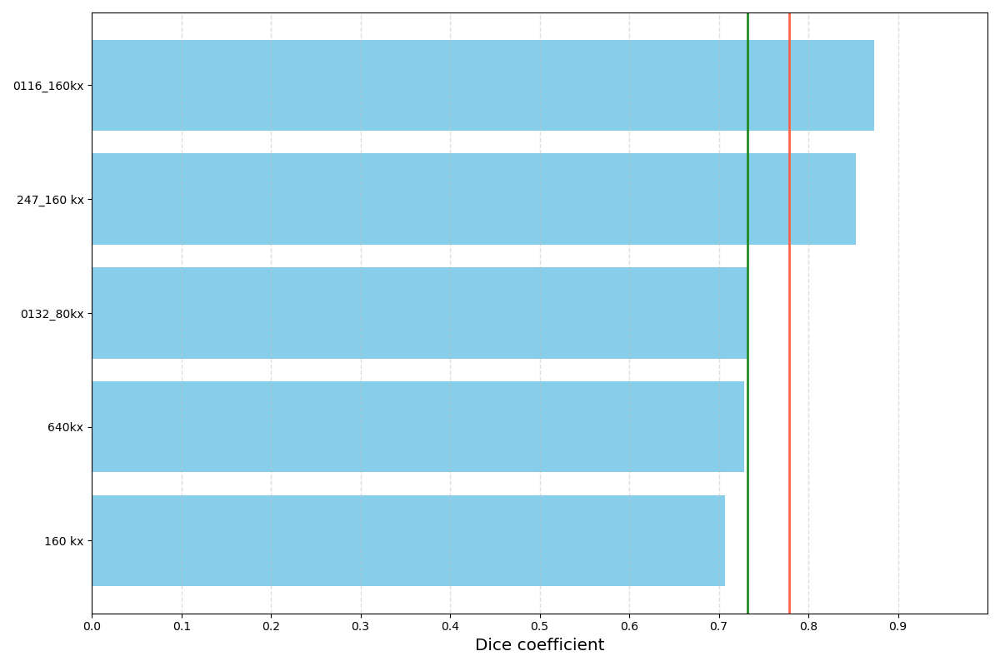 0116_160kx
247_160 kx
0132_80kx
640kx
160 kx
0.0 0.1 0.2 0.3 0.4 0.5 0.6 0.7 0.8 0.9
Dice coefficient